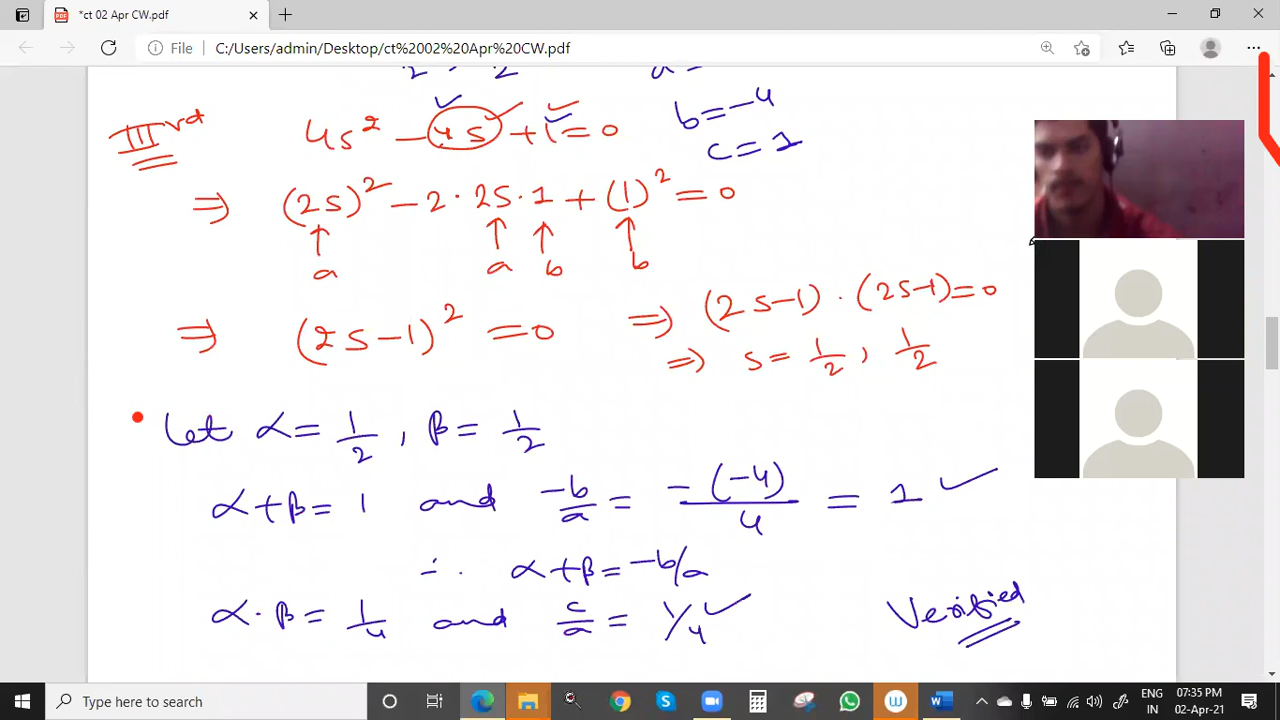 *ct 02 Apr CW.pdf
File C:/Users/admin/Desktop/ct%2002%20Apr%20CW.pdf
2 2 a =
IIIrd 4s² − 4s + 1 = 0 b = −4
c = 1
⇒ (2s)² − 2 · 2s · 1 + (1)² = 0
↑ ↑ ↑ ↑
a a b b
⇒ (2s−1)² = 0 ⇒ (2s−1) · (2s−1) = 0
⇒ s = 1/2 , 1/2
• Let α = 1/2 , β = 1/2
α + β = 1 and −b/a = −(−4)/4 = 1 ✓
∴ α + β = −b/a
α · β = 1/4 and c/a = 1/4 ✓ Verified
Type here to search
ENG
IN
07:35 PM
02-Apr-21